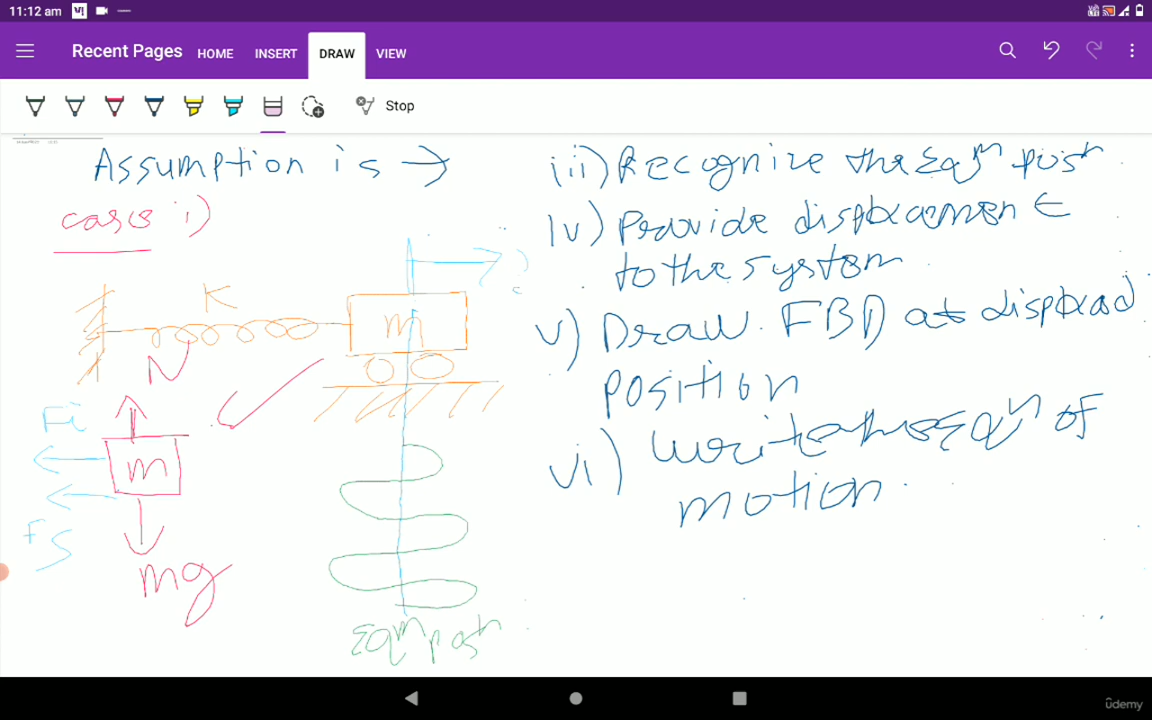 11:12 am
Recent Pages HOME INSERT DRAW VIEW
Stop
Assumption is →
case i)
K
m
N
Fi
m
Fs
mg
Eqm posn
iii) Recognize the Eqm posn
iv) Provide displacement
to the system
v) Draw FBD at displaced
position
vi) write the Eqn of
motion
ûdemy